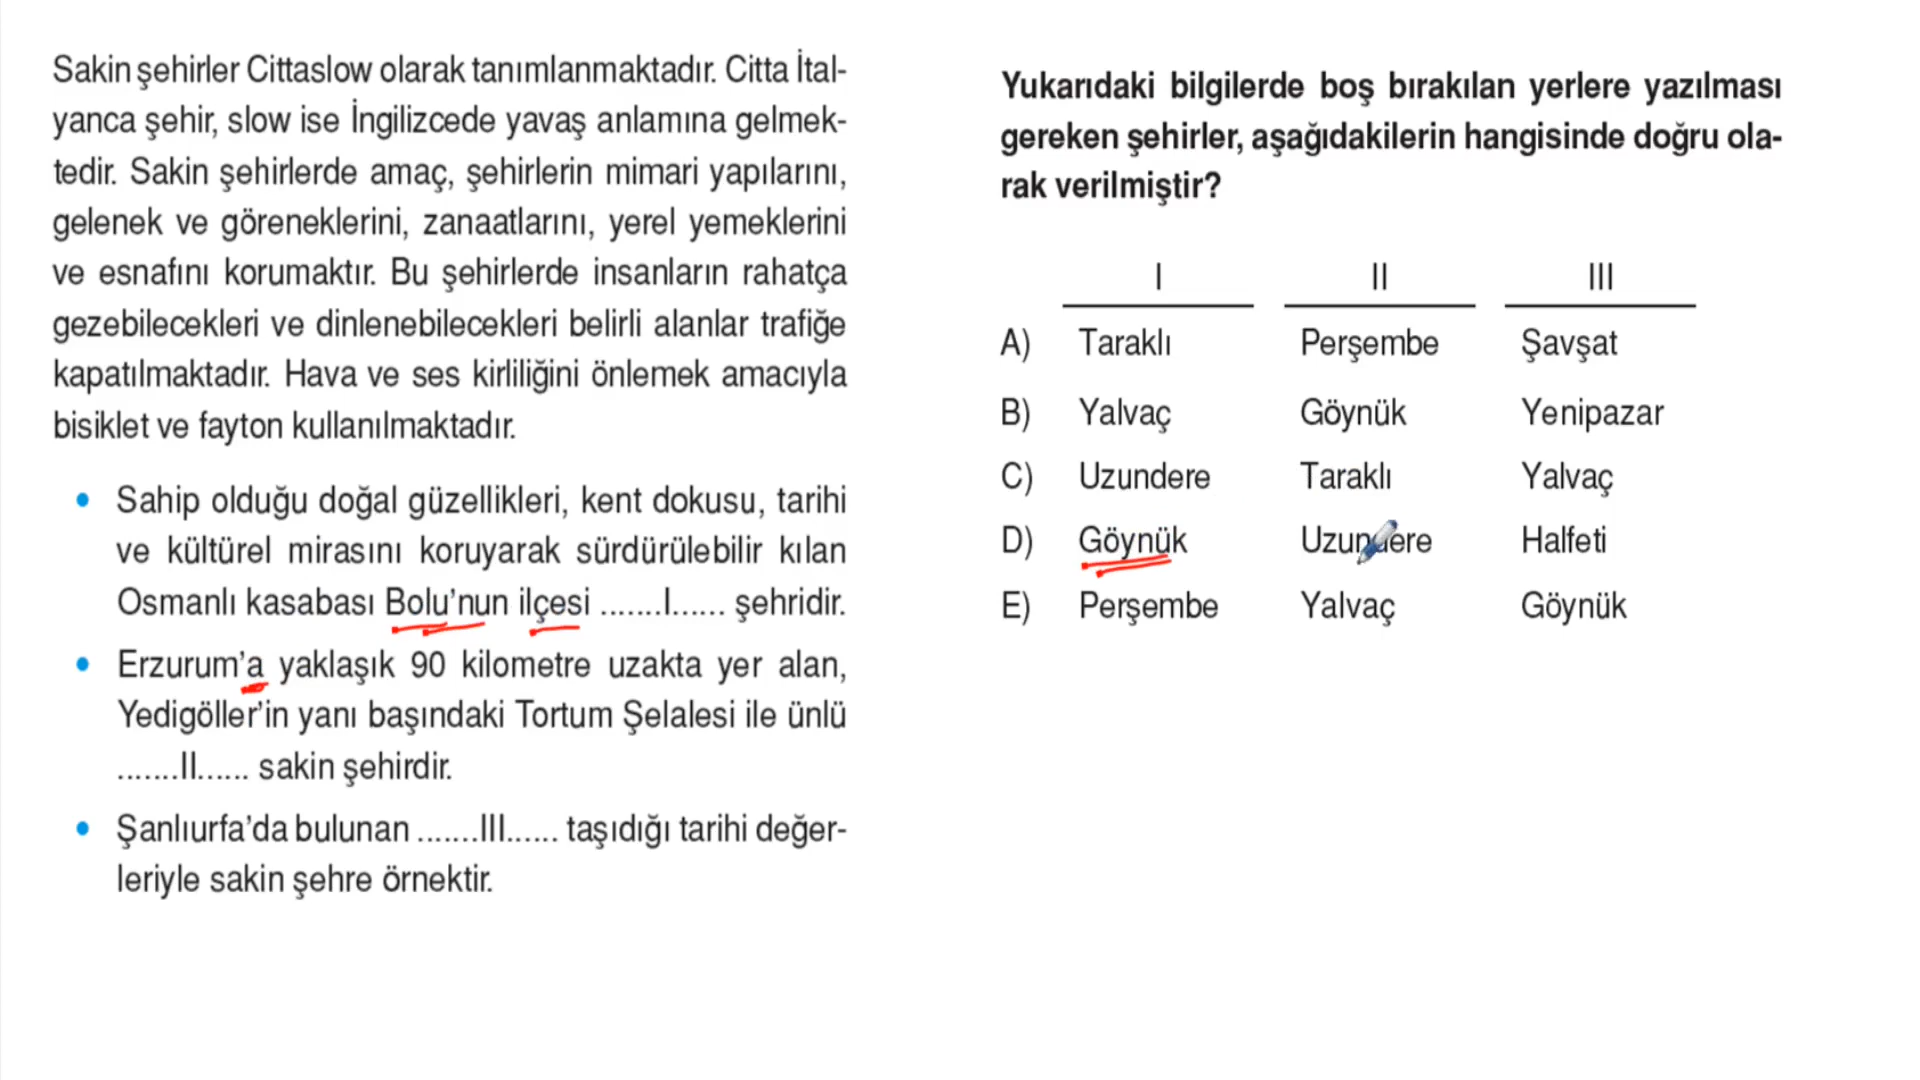 Sakin şehirler Cittaslow olarak tanımlanmaktadır. Citta İtal-
yanca şehir, slow ise İngilizcede yavaş anlamına gelmek-
tedir. Sakin şehirlerde amaç, şehirlerin mimari yapılarını,
gelenek ve göreneklerini, zanaatlarını, yerel yemeklerini
ve esnafını korumaktır. Bu şehirlerde insanların rahatça
gezebilecekleri ve dinlenebilecekleri belirli alanlar trafiğe
kapatılmaktadır. Hava ve ses kirliliğini önlemek amacıyla
bisiklet ve fayton kullanılmaktadır.
• Sahip olduğu doğal güzellikleri, kent dokusu, tarihi
ve kültürel mirasını koruyarak sürdürülebilir kılan
Osmanlı kasabası Bolu'nun ilçesi .......I...... şehridir.
• Erzurum'a yaklaşık 90 kilometre uzakta yer alan,
Yedigöller'in yanı başındaki Tortum Şelalesi ile ünlü
.......II...... sakin şehirdir.
• Şanlıurfa'da bulunan .......III...... taşıdığı tarihi değer-
leriyle sakin şehre örnektir.
Yukarıdaki bilgilerde boş bırakılan yerlere yazılması
gereken şehirler, aşağıdakilerin hangisinde doğru ola-
rak verilmiştir?
I II III
A) Taraklı Perşembe Şavşat
B) Yalvaç Göynük Yenipazar
C) Uzundere Taraklı Yalvaç
D) Göynük Uzundere Halfeti
E) Perşembe Yalvaç Göynük